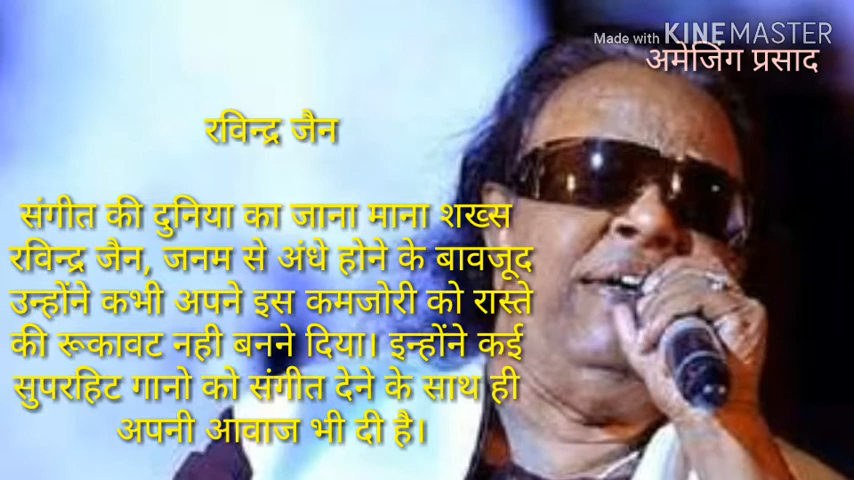 Made with KINEMASTER
अमेजिंग प्रसाद
रविन्द्र जैन
संगीत की दुनिया का जाना माना शख्स
रविन्द्र जैन, जनम से अंधे होने के बावजूद
उन्होंने कभी अपने इस कमजोरी को रास्ते
की रूकावट नही बनने दिया। इन्होंने कई
सुपरहिट गानो को संगीत देने के साथ ही
अपनी आवाज भी दी है।